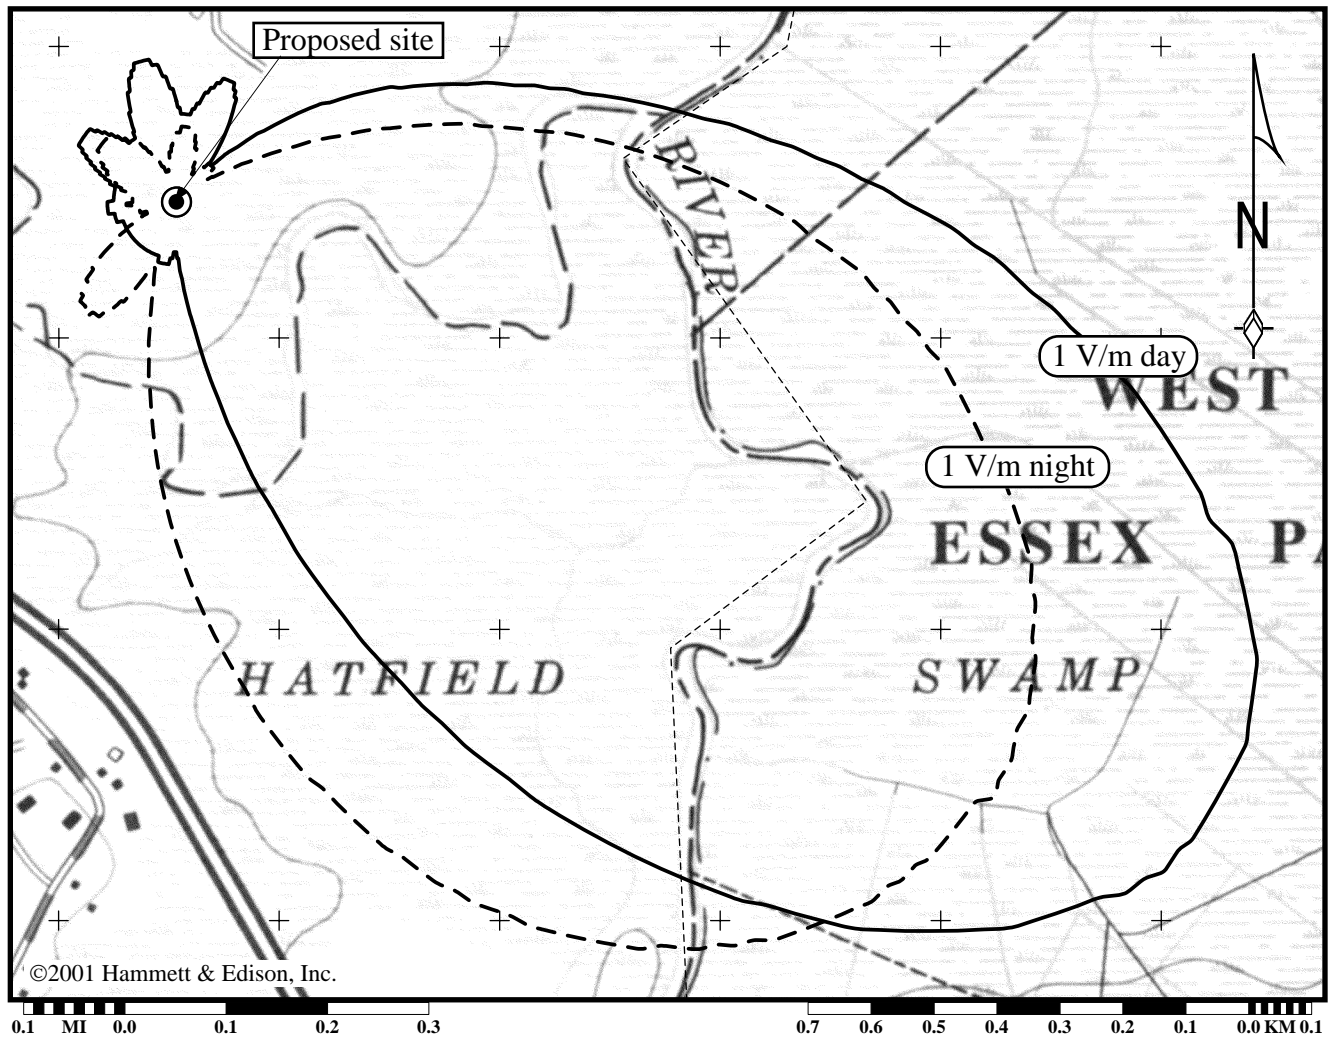 Proposed site
RIVER
N
1 V/m day
WEST
1 V/m night
ESSEX PA
HATFIELD SWAMP
©2001 Hammett & Edison, Inc.
0.1 MI 0.0 0.1 0.2 0.3
0.7 0.6 0.5 0.4 0.3 0.2 0.1 0.0 KM 0.1